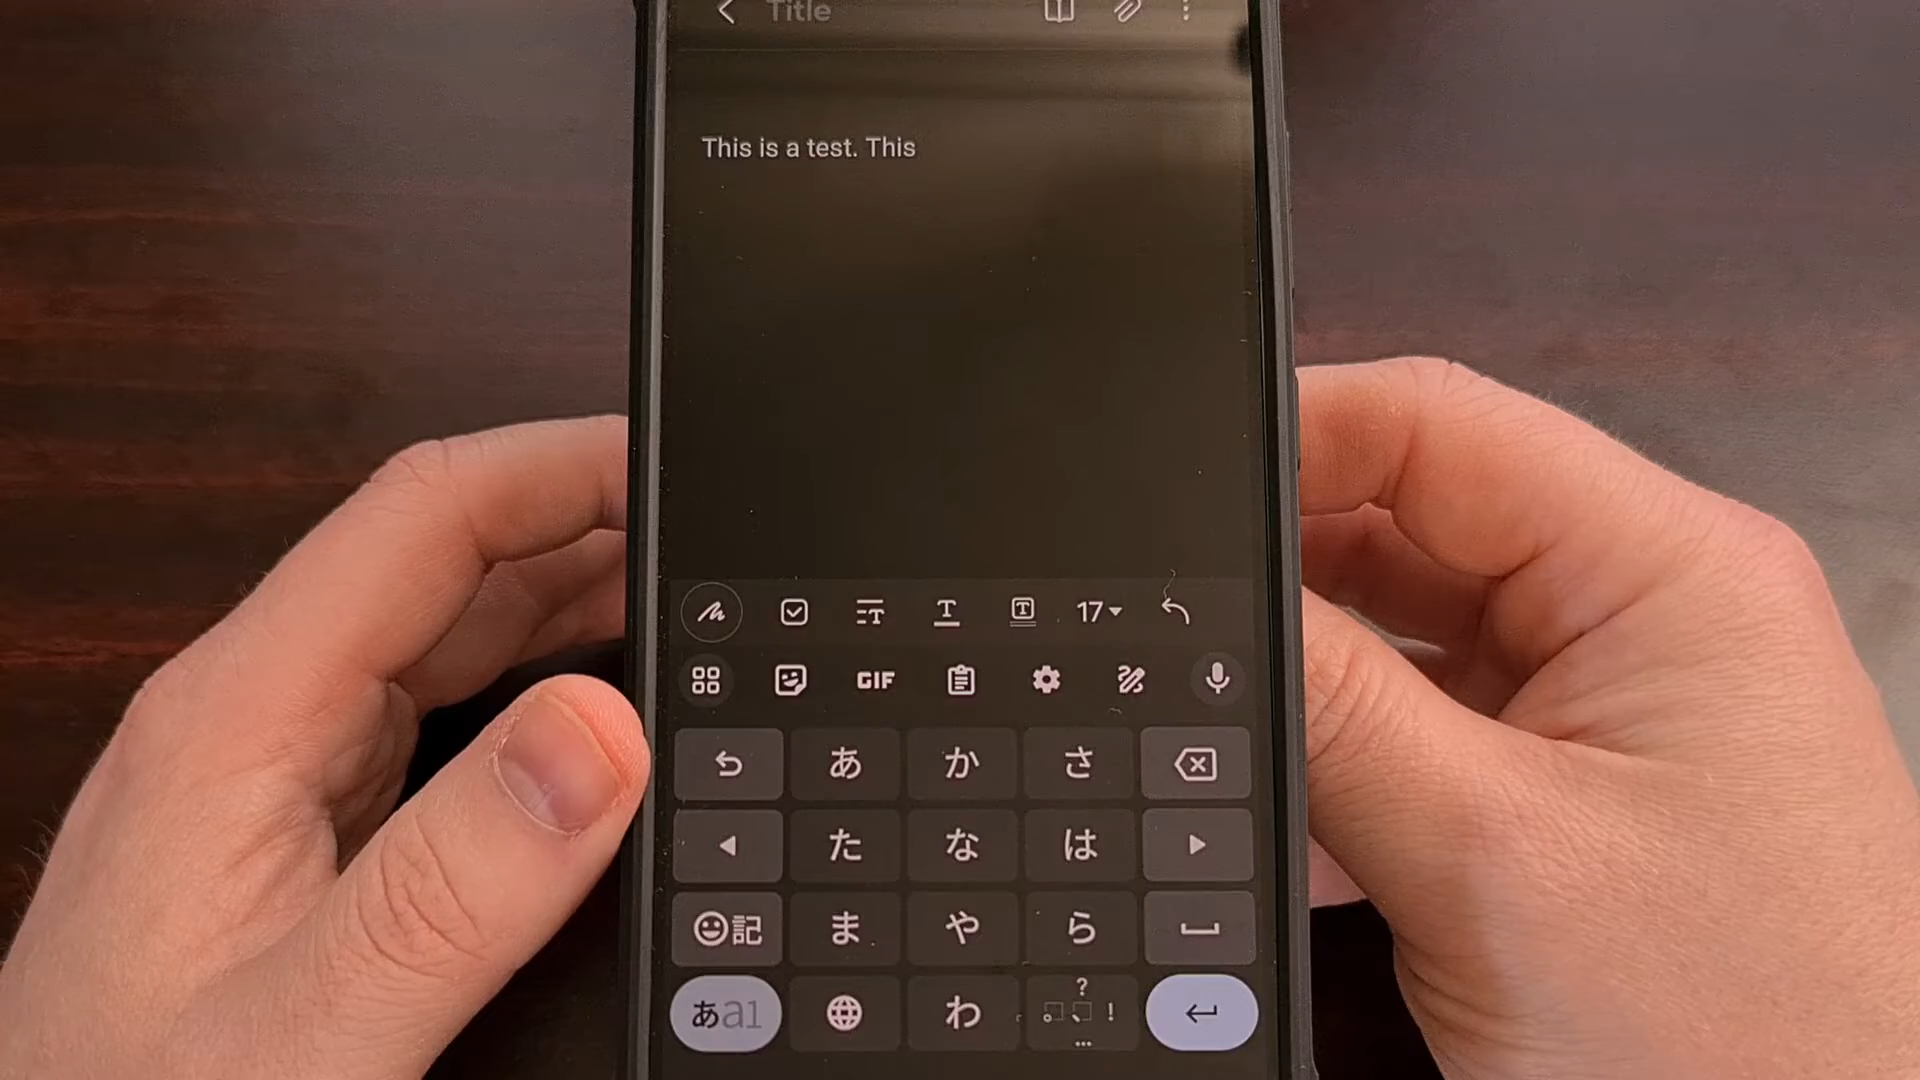 Title
This is a test. This
17
GIF
あ か さ
た な は
記 ま や ら
あa1 わ 。、?!…